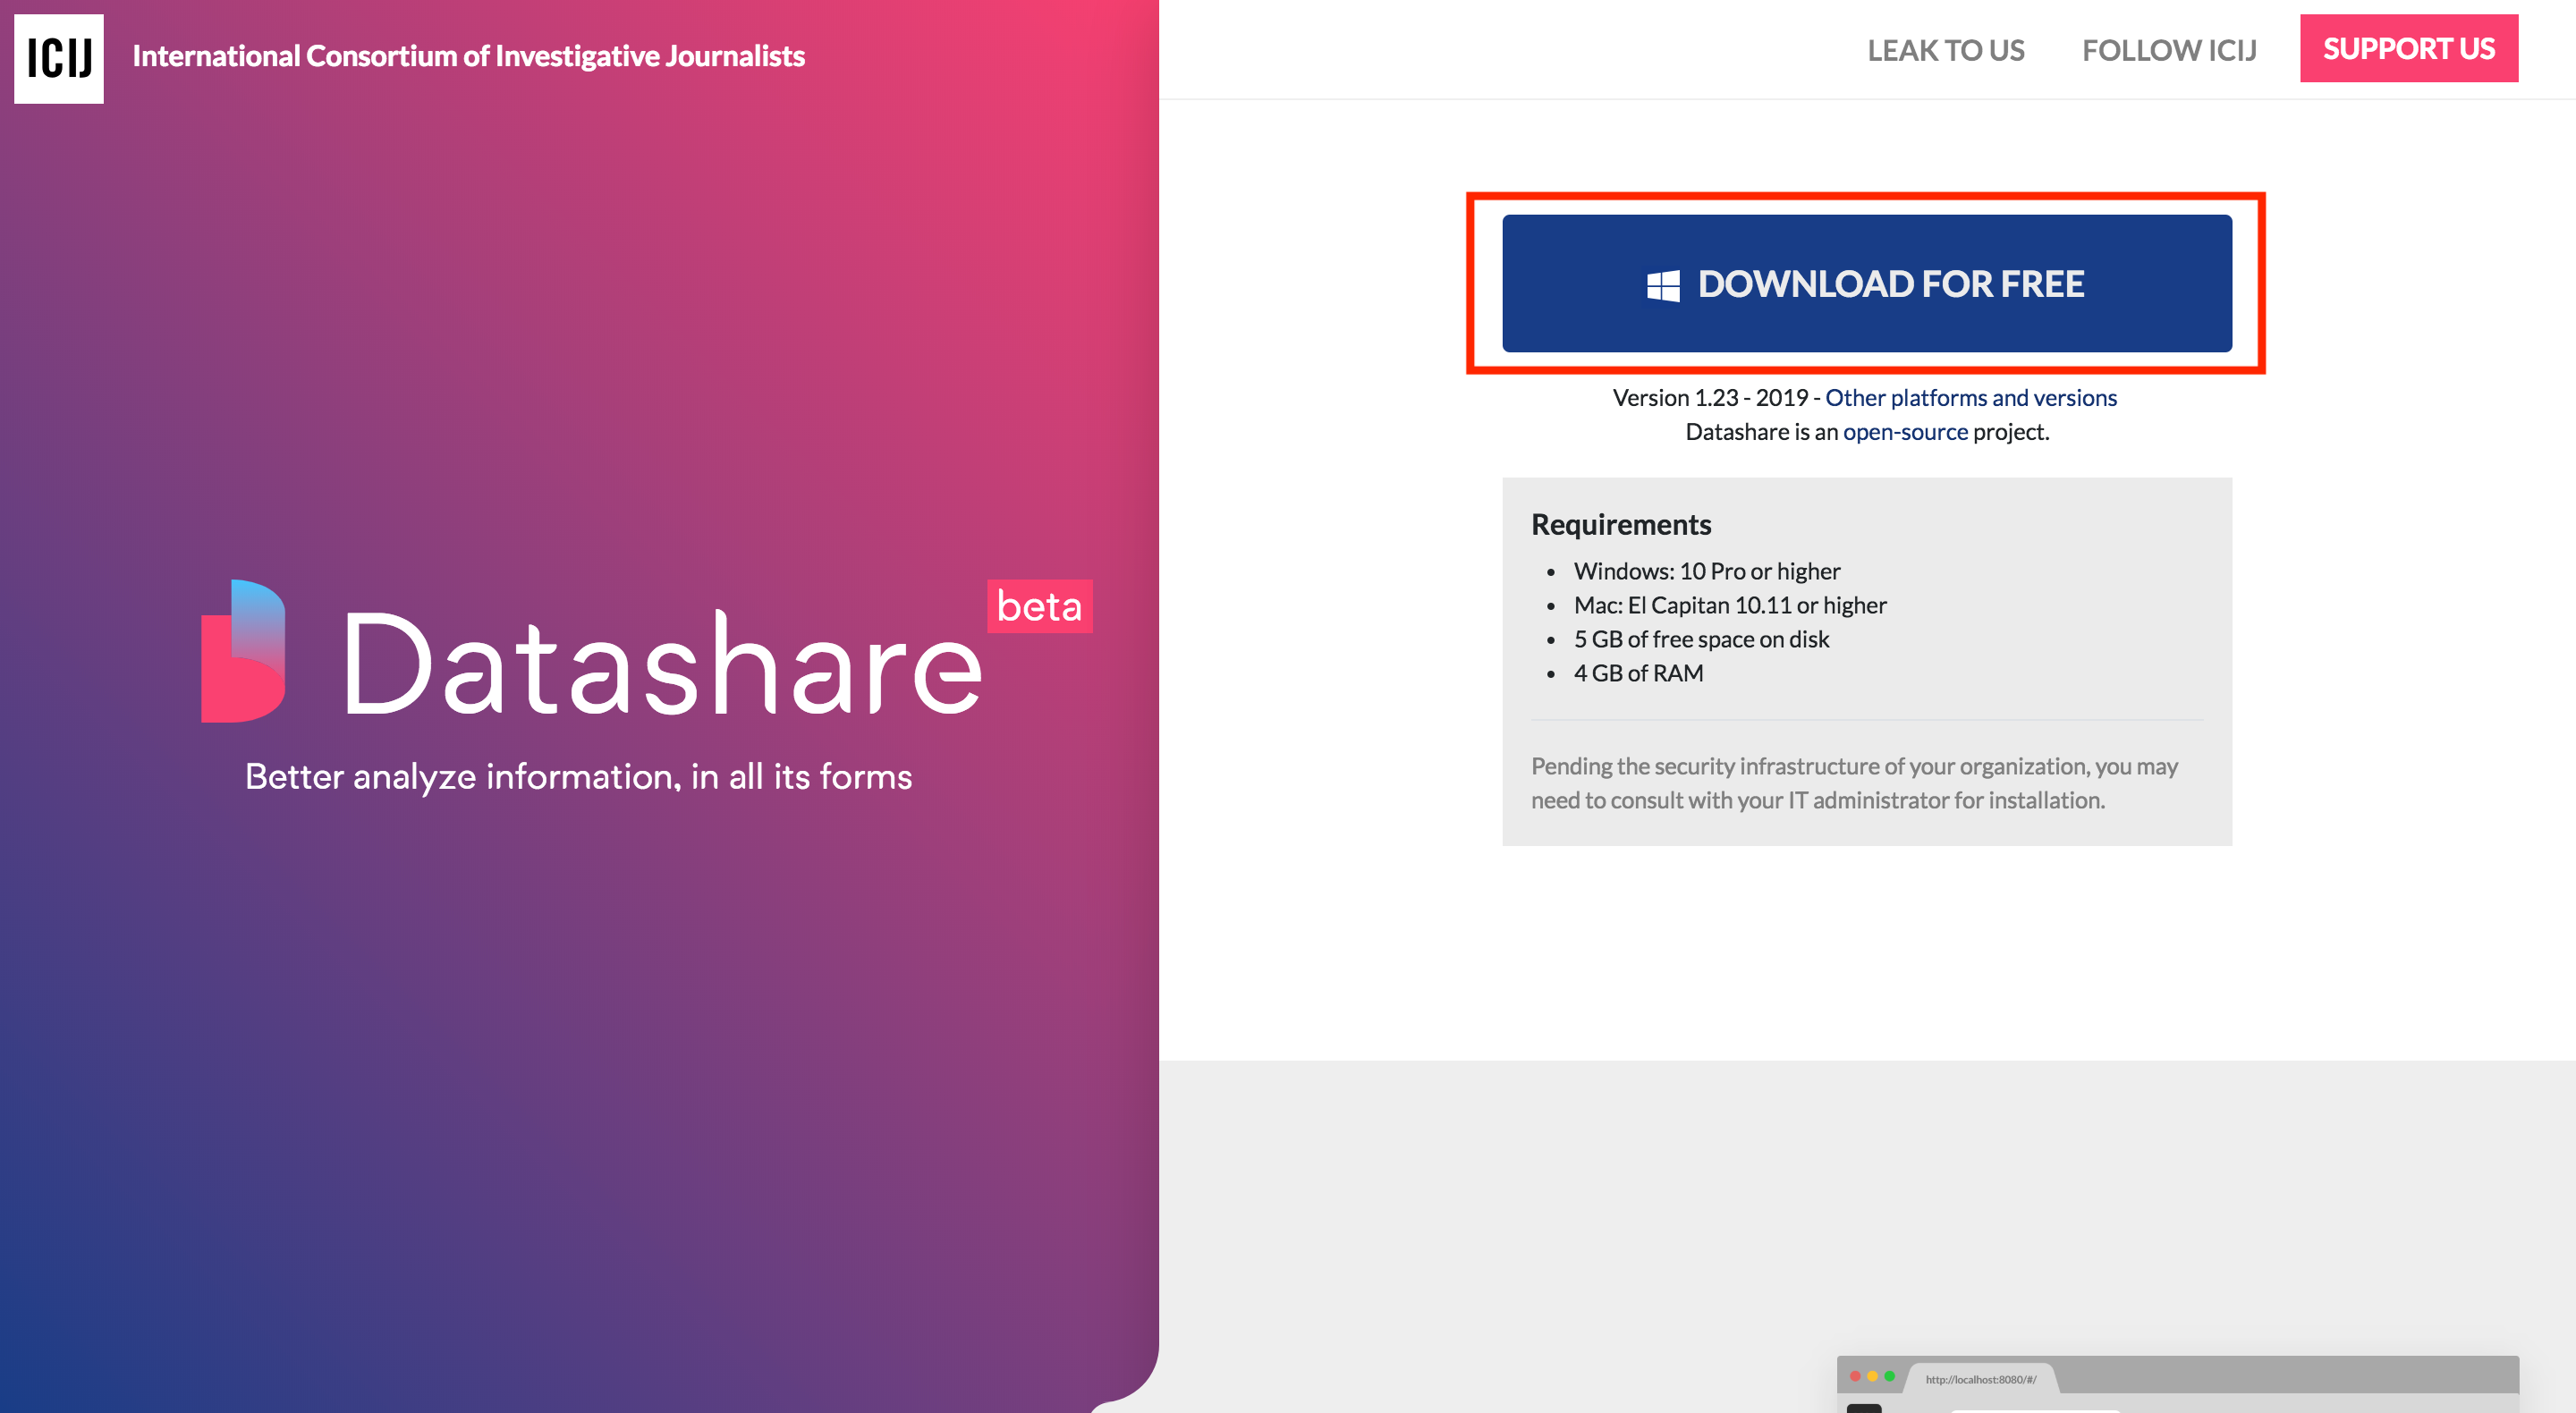 ICIJ
International Consortium of Investigative Journalists
LEAK TO US
FOLLOW ICIJ
SUPPORT US
Datashare
beta
Better analyze information, in all its forms
DOWNLOAD FOR FREE
Version 1.23 - 2019 - Other platforms and versions
Datashare is an open-source project.
Requirements
• Windows: 10 Pro or higher
• Mac: El Capitan 10.11 or higher
• 5 GB of free space on disk
• 4 GB of RAM
Pending the security infrastructure of your organization, you may
need to consult with your IT administrator for installation.
http://localhost:8080/#/